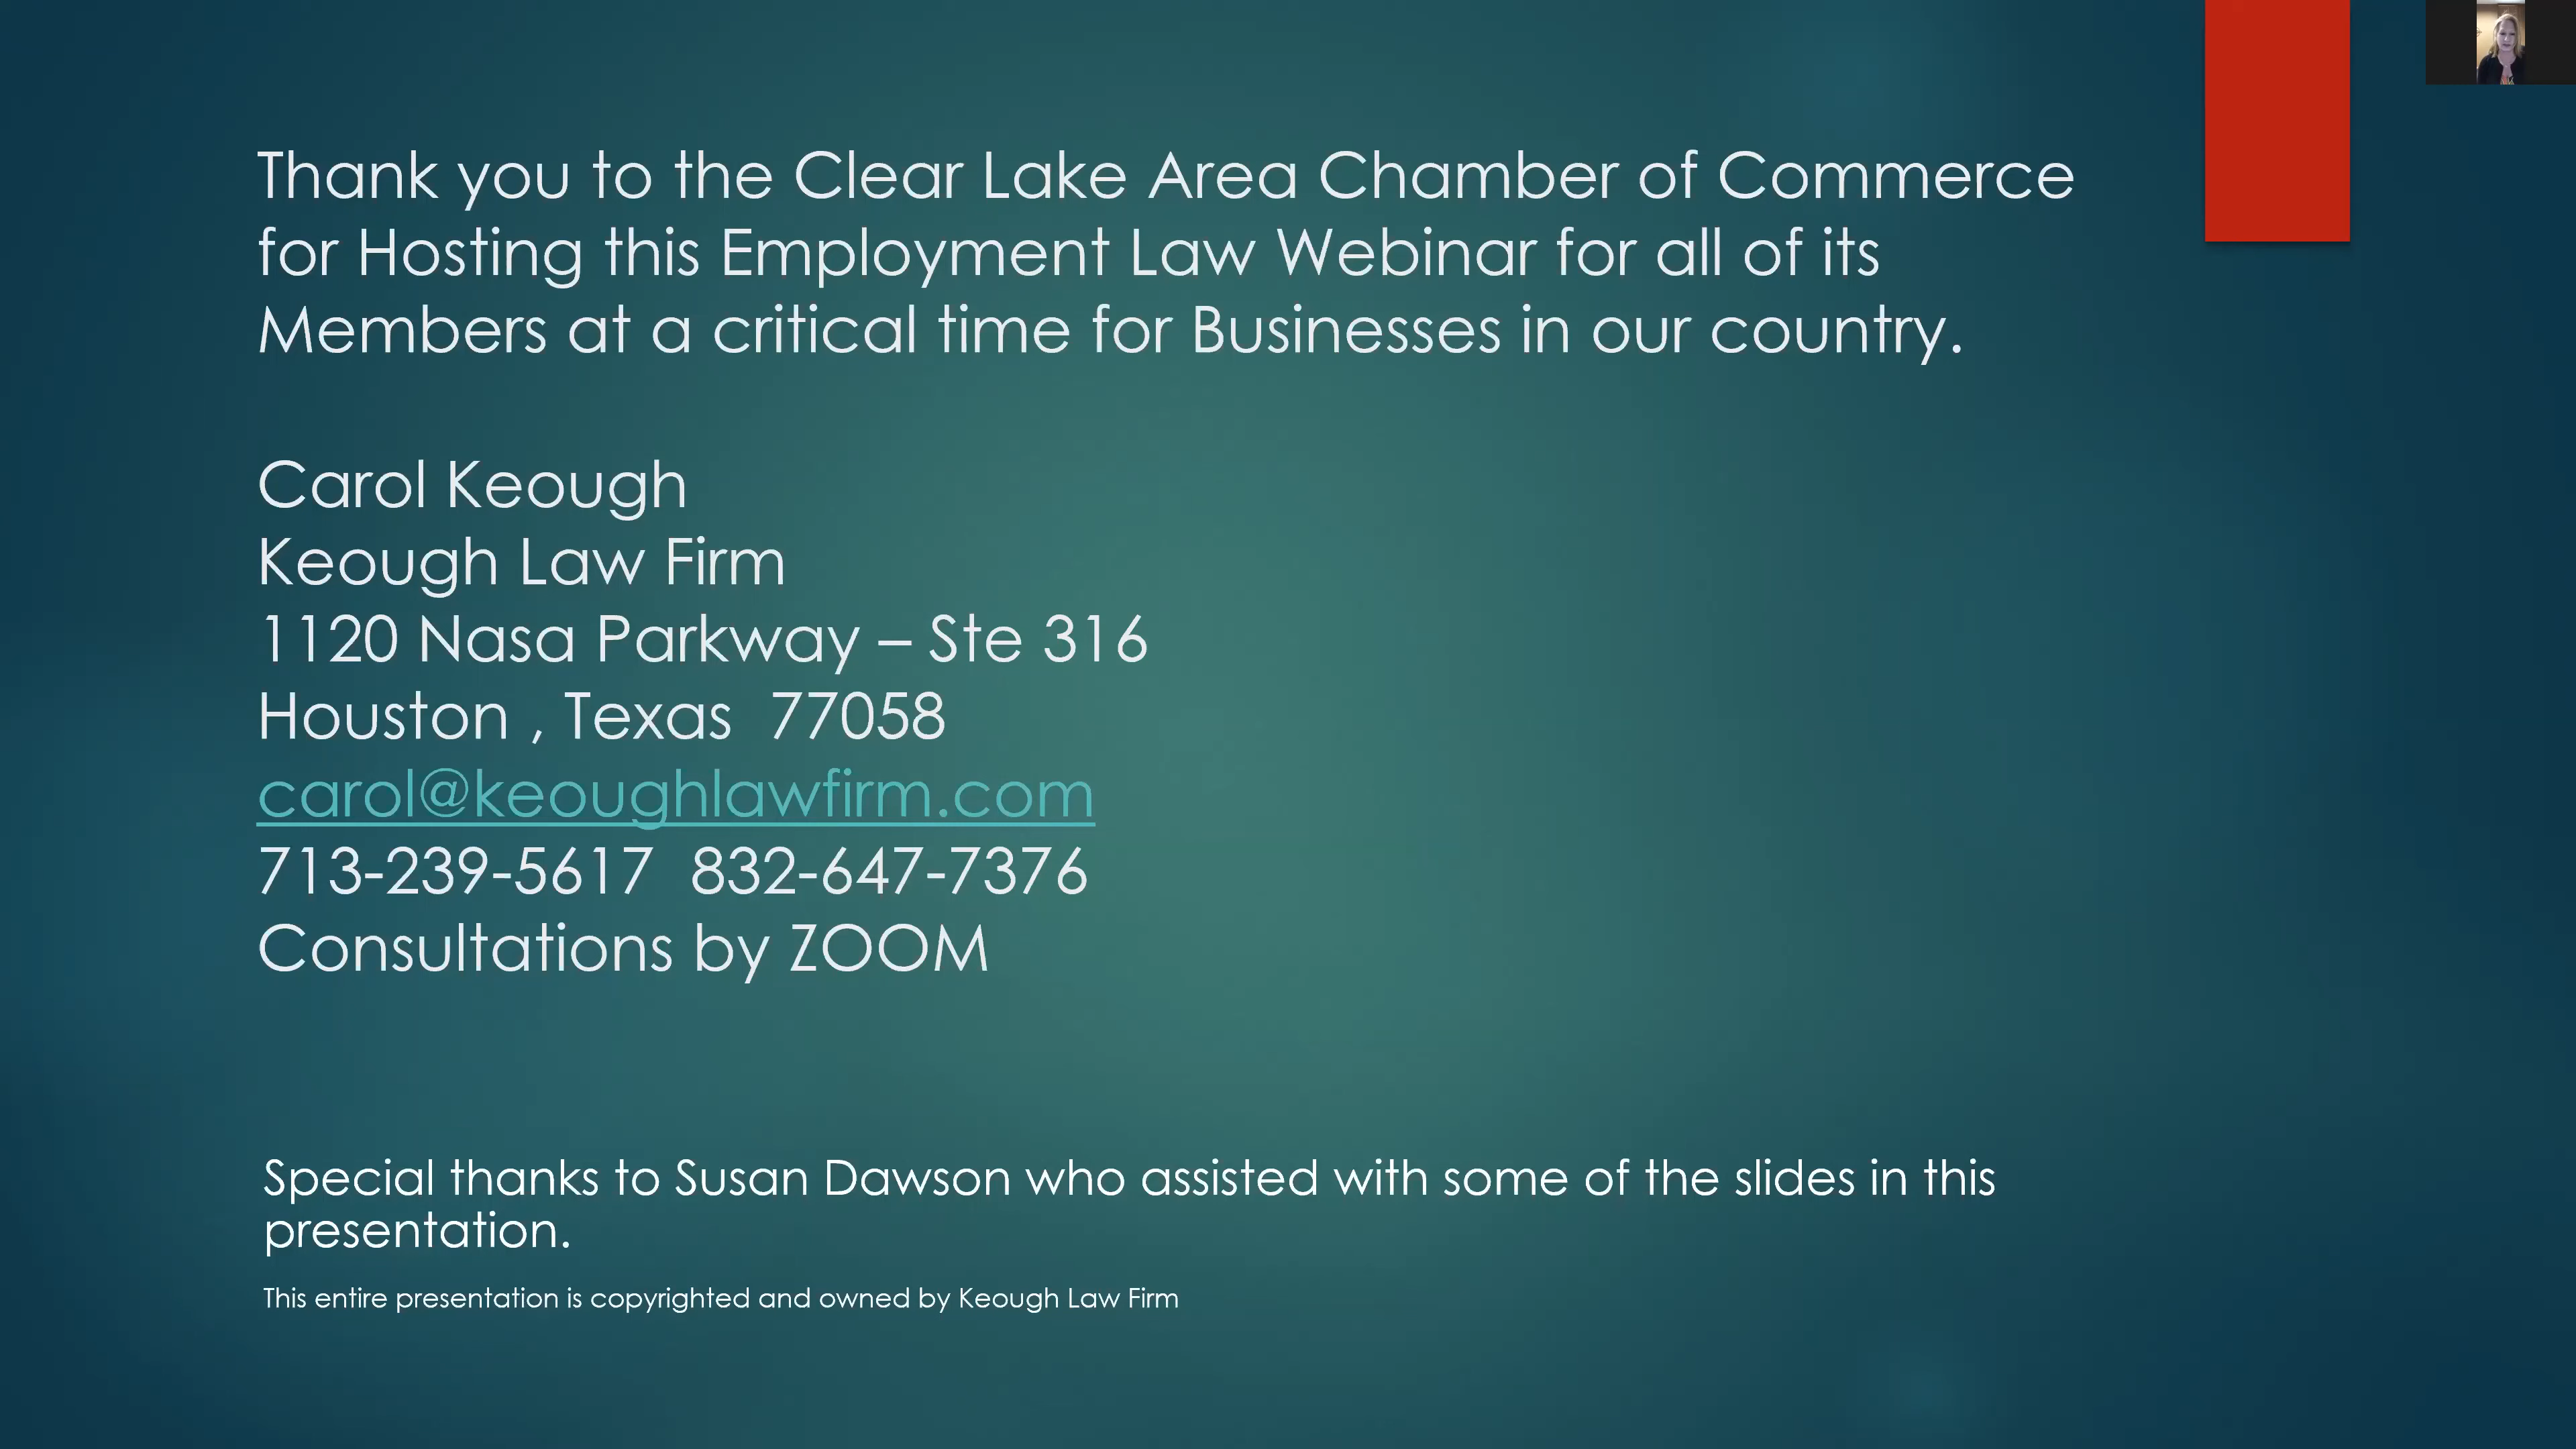 Thank you to the Clear Lake Area Chamber of Commerce
for Hosting this Employment Law Webinar for all of its
Members at a critical time for Businesses in our country.
Carol Keough
Keough Law Firm
1120 Nasa Parkway – Ste 316
Houston , Texas  77058
carol@keoughlawfirm.com
713-239-5617  832-647-7376
Consultations by ZOOM
Special thanks to Susan Dawson who assisted with some of the slides in this
presentation.
This entire presentation is copyrighted and owned by Keough Law Firm